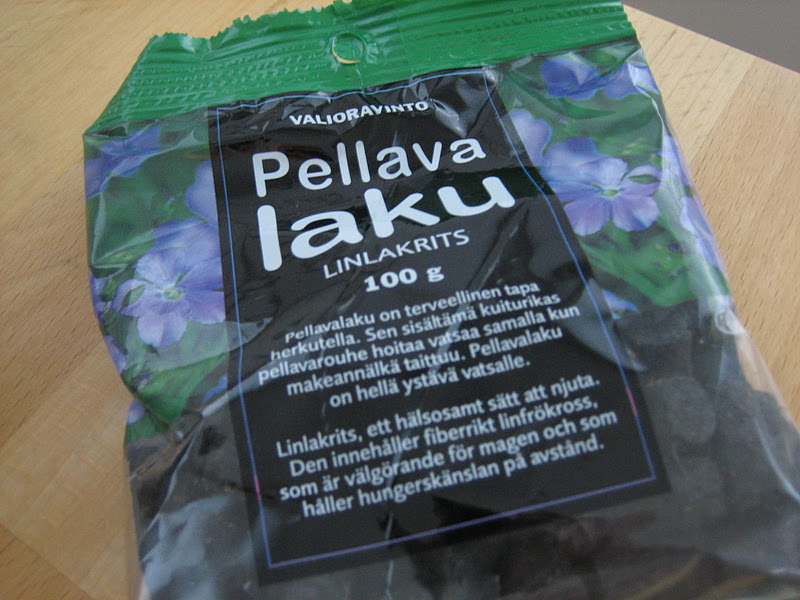 VALIORAVINTO
Pellava
laku
LINLAKRITS
100 g
Pellavalaku on terveellinen tapa
herkutella. Sen sisältämä kuiturikas
pellavarouhe hoitaa vatsaa samalla kun
makeannälkä taittuu. Pellavalaku
on hellä ystävä vatsalle.
Linlakrits, ett hälsosamt sätt att njuta.
Den innehåller fiberrikt linfrökross,
som är välgörande för magen och som
håller hungerskänslan på avstånd.